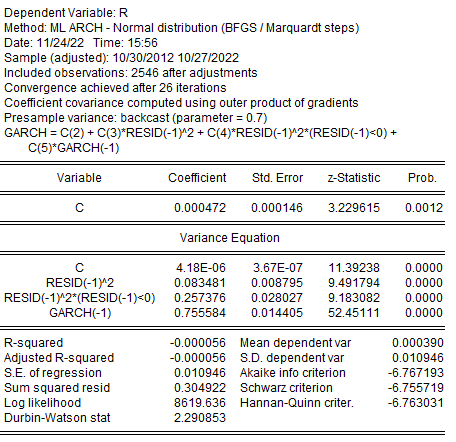 Dependent Variable: R
Method: ML ARCH - Normal distribution (BFGS / Marquardt steps)
Date: 11/24/22 Time: 15:56
Sample (adjusted): 10/30/2012 10/27/2022
Included observations: 2546 after adjustments
Convergence achieved after 26 iterations
Coefficient covariance computed using outer product of gradients
Presample variance: backcast (parameter = 0.7)
GARCH = C(2) + C(3)*RESID(-1)^2 + C(4)*RESID(-1)^2*(RESID(-1)<0) +
C(5)*GARCH(-1)
Variable Coefficient Std. Error z-Statistic Prob.
C 0.000472 0.000146 3.229615 0.0012
Variance Equation
C 4.18E-06 3.67E-07 11.39238 0.0000
RESID(-1)^2 0.083481 0.008795 9.491794 0.0000
RESID(-1)^2*(RESID(-1)<0) 0.257376 0.028027 9.183082 0.0000
GARCH(-1) 0.755584 0.014405 52.45111 0.0000
R-squared -0.000056 Mean dependent var 0.000390
Adjusted R-squared -0.000056 S.D. dependent var 0.010946
S.E. of regression 0.010946 Akaike info criterion -6.767193
Sum squared resid 0.304922 Schwarz criterion -6.755719
Log likelihood 8619.636 Hannan-Quinn criter. -6.763031
Durbin-Watson stat 2.290853